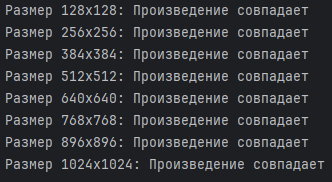 Размер 128x128: Произведение совпадает
Размер 256x256: Произведение совпадает
Размер 384x384: Произведение совпадает
Размер 512x512: Произведение совпадает
Размер 640x640: Произведение совпадает
Размер 768x768: Произведение совпадает
Размер 896x896: Произведение совпадает
Размер 1024x1024: Произведение совпадает